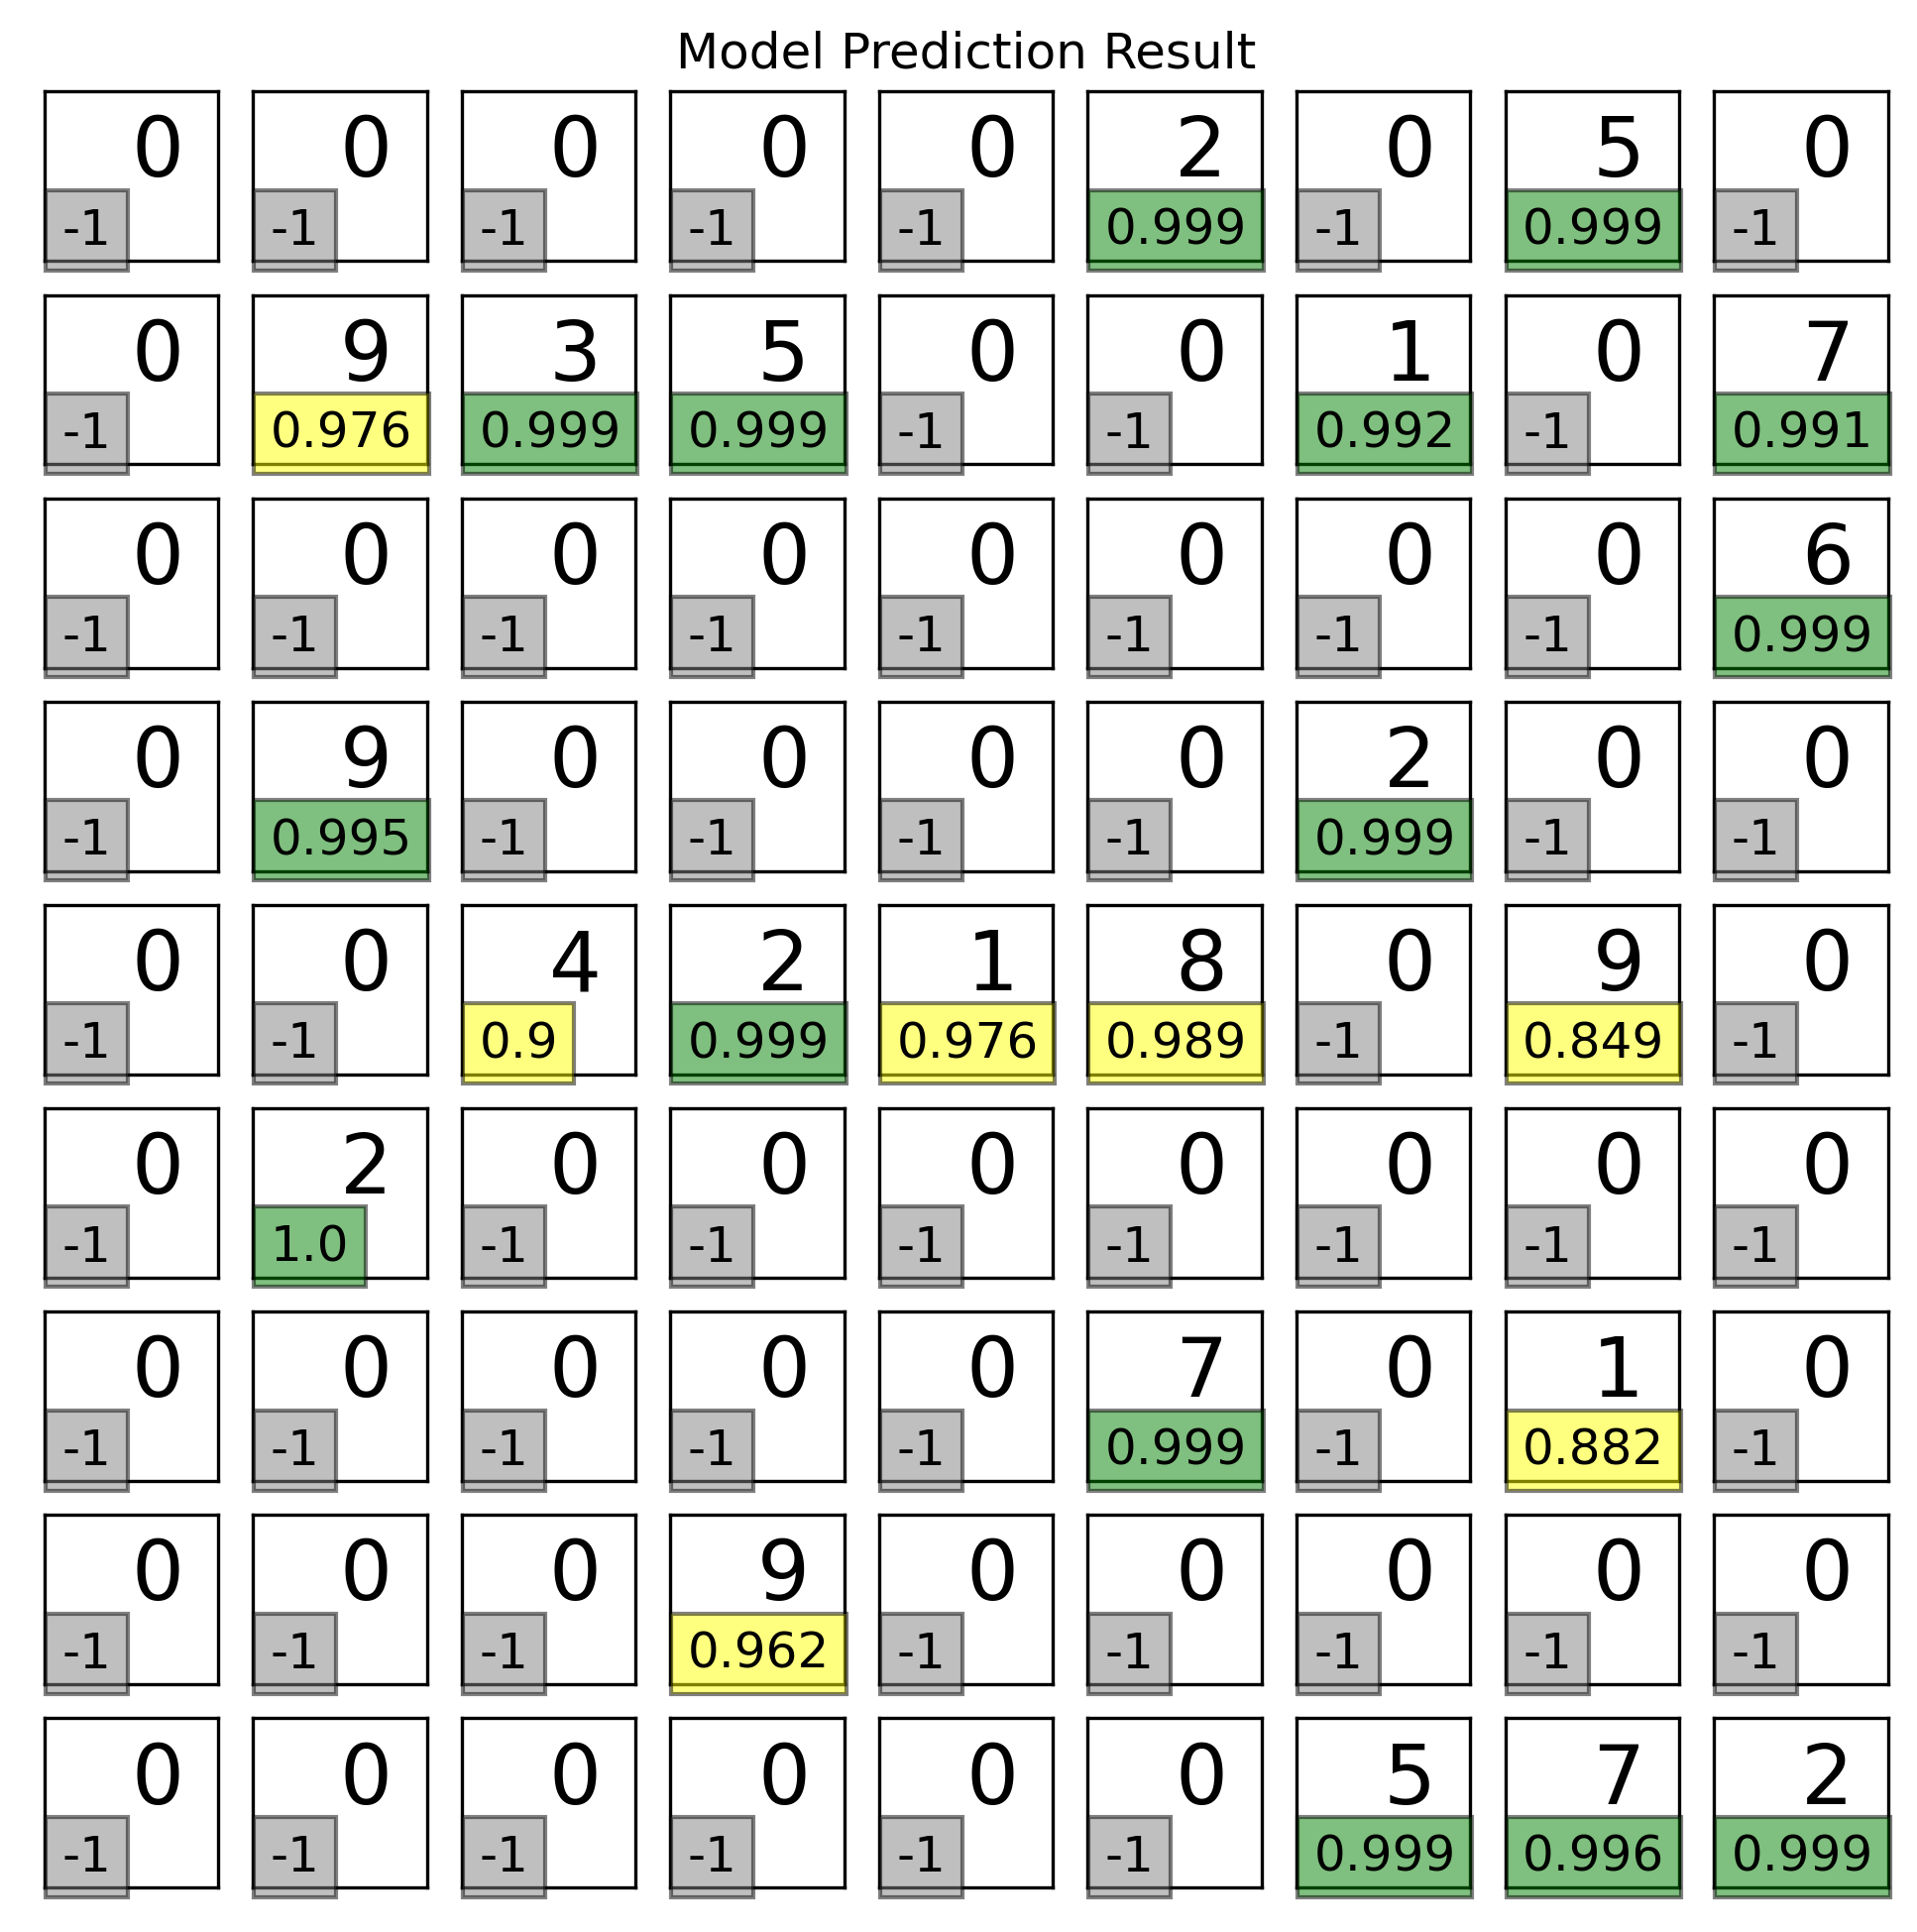 Model Prediction Result
0 0 0 0 0 2 0 5 0
-1 -1 -1 -1 -1 0.999 -1 0.999 -1
0 9 3 5 0 0 1 0 7
-1 0.976 0.999 0.999 -1 -1 0.992 -1 0.991
0 0 0 0 0 0 0 0 6
-1 -1 -1 -1 -1 -1 -1 -1 0.999
0 9 0 0 0 0 2 0 0
-1 0.995 -1 -1 -1 -1 0.999 -1 -1
0 0 4 2 1 8 0 9 0
-1 -1 0.9 0.999 0.976 0.989 -1 0.849 -1
0 2 0 0 0 0 0 0 0
-1 1.0 -1 -1 -1 -1 -1 -1 -1
0 0 0 0 0 7 0 1 0
-1 -1 -1 -1 -1 0.999 -1 0.882 -1
0 0 0 9 0 0 0 0 0
-1 -1 -1 0.962 -1 -1 -1 -1 -1
0 0 0 0 0 0 5 7 2
-1 -1 -1 -1 -1 -1 0.999 0.996 0.999